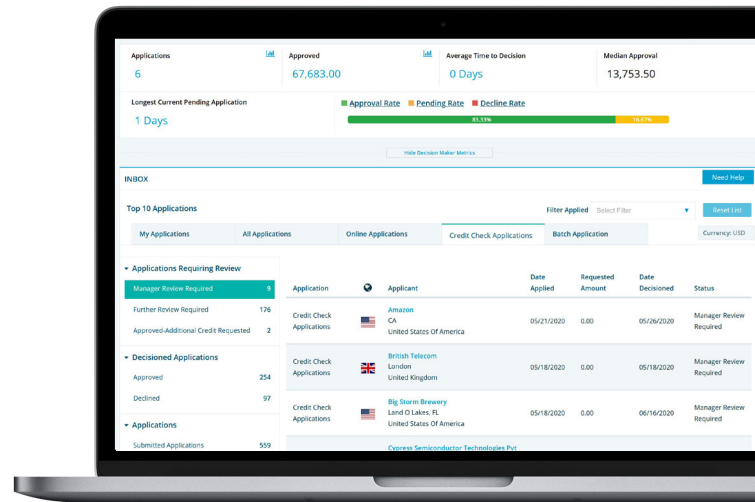 Applications
Approved
Average Time to Decision
Median Approval
6
67,683.00
0 Days
13,753.50
Longest Current Pending Application
Approval Rate Pending Rate Decline Rate
1 Days
83.33% 16.67%
Hide Decision Maker Metrics
INBOX
Need Help
Top 10 Applications
Filter Applied Select Filter
Reset List
My Applications
All Applications
Online Applications
Credit Check Applications
Batch Application
Currency: USD
Applications Requiring Review
Manager Review Required 9
Further Review Required 176
Approved-Additional Credit Requested 2
Decisioned Applications
Approved 254
Declined 97
Applications
Submitted Applications 559
Application
Applicant
Date
Applied
Requested
Amount
Date
Decisioned
Status
Credit Check
Applications
Amazon
CA
United States Of America
05/21/2020
0.00
05/26/2020
Manager Review
Required
Credit Check
Applications
British Telecom
London
United Kingdom
05/18/2020
0.00
05/18/2020
Manager Review
Required
Credit Check
Applications
Big Storm Brewery
Land O Lakes, FL
United States Of America
05/18/2020
0.00
06/16/2020
Manager Review
Required
Cypress Semiconductor Technologies Pvt